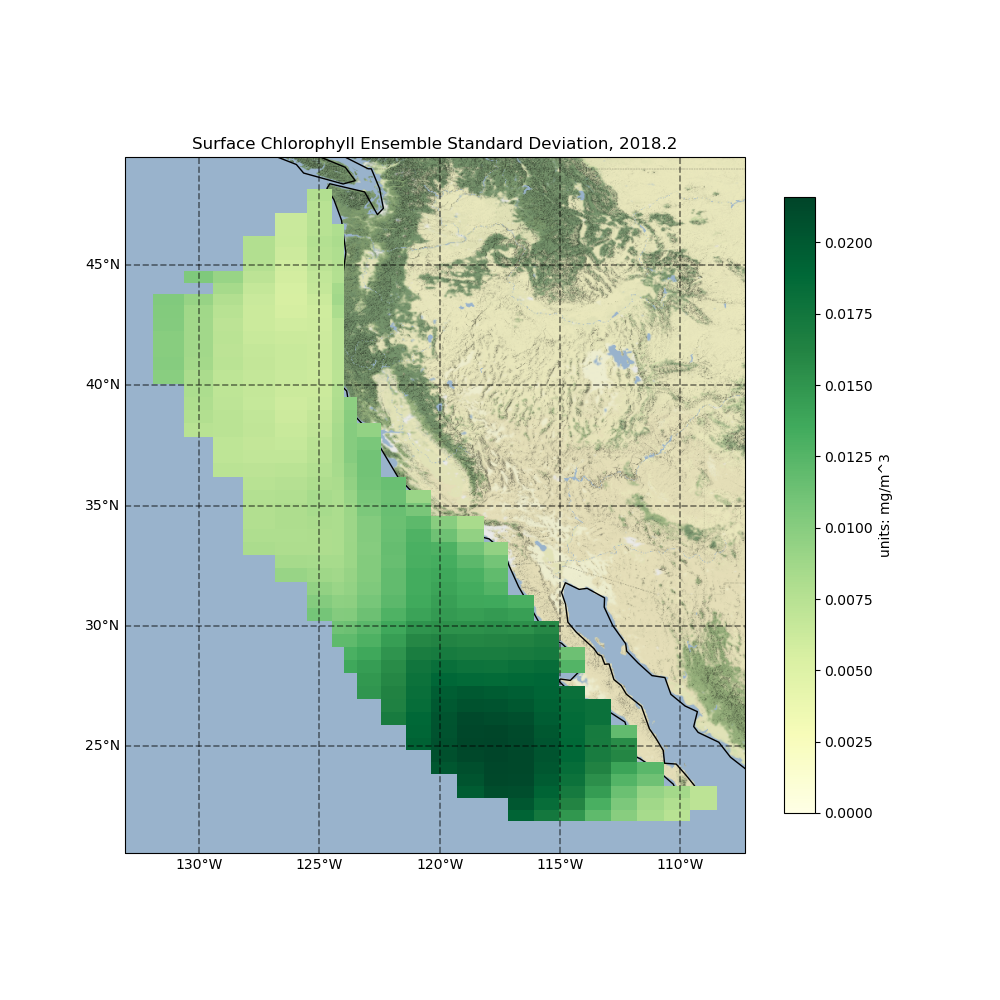 Surface Chlorophyll Ensemble Standard Deviation, 2018.2
45°N
40°N
35°N
30°N
25°N
130°W 125°W 120°W 115°W 110°W
0.0200
0.0175
0.0150
0.0125
0.0100
0.0075
0.0050
0.0025
0.0000
units: mg/m^3